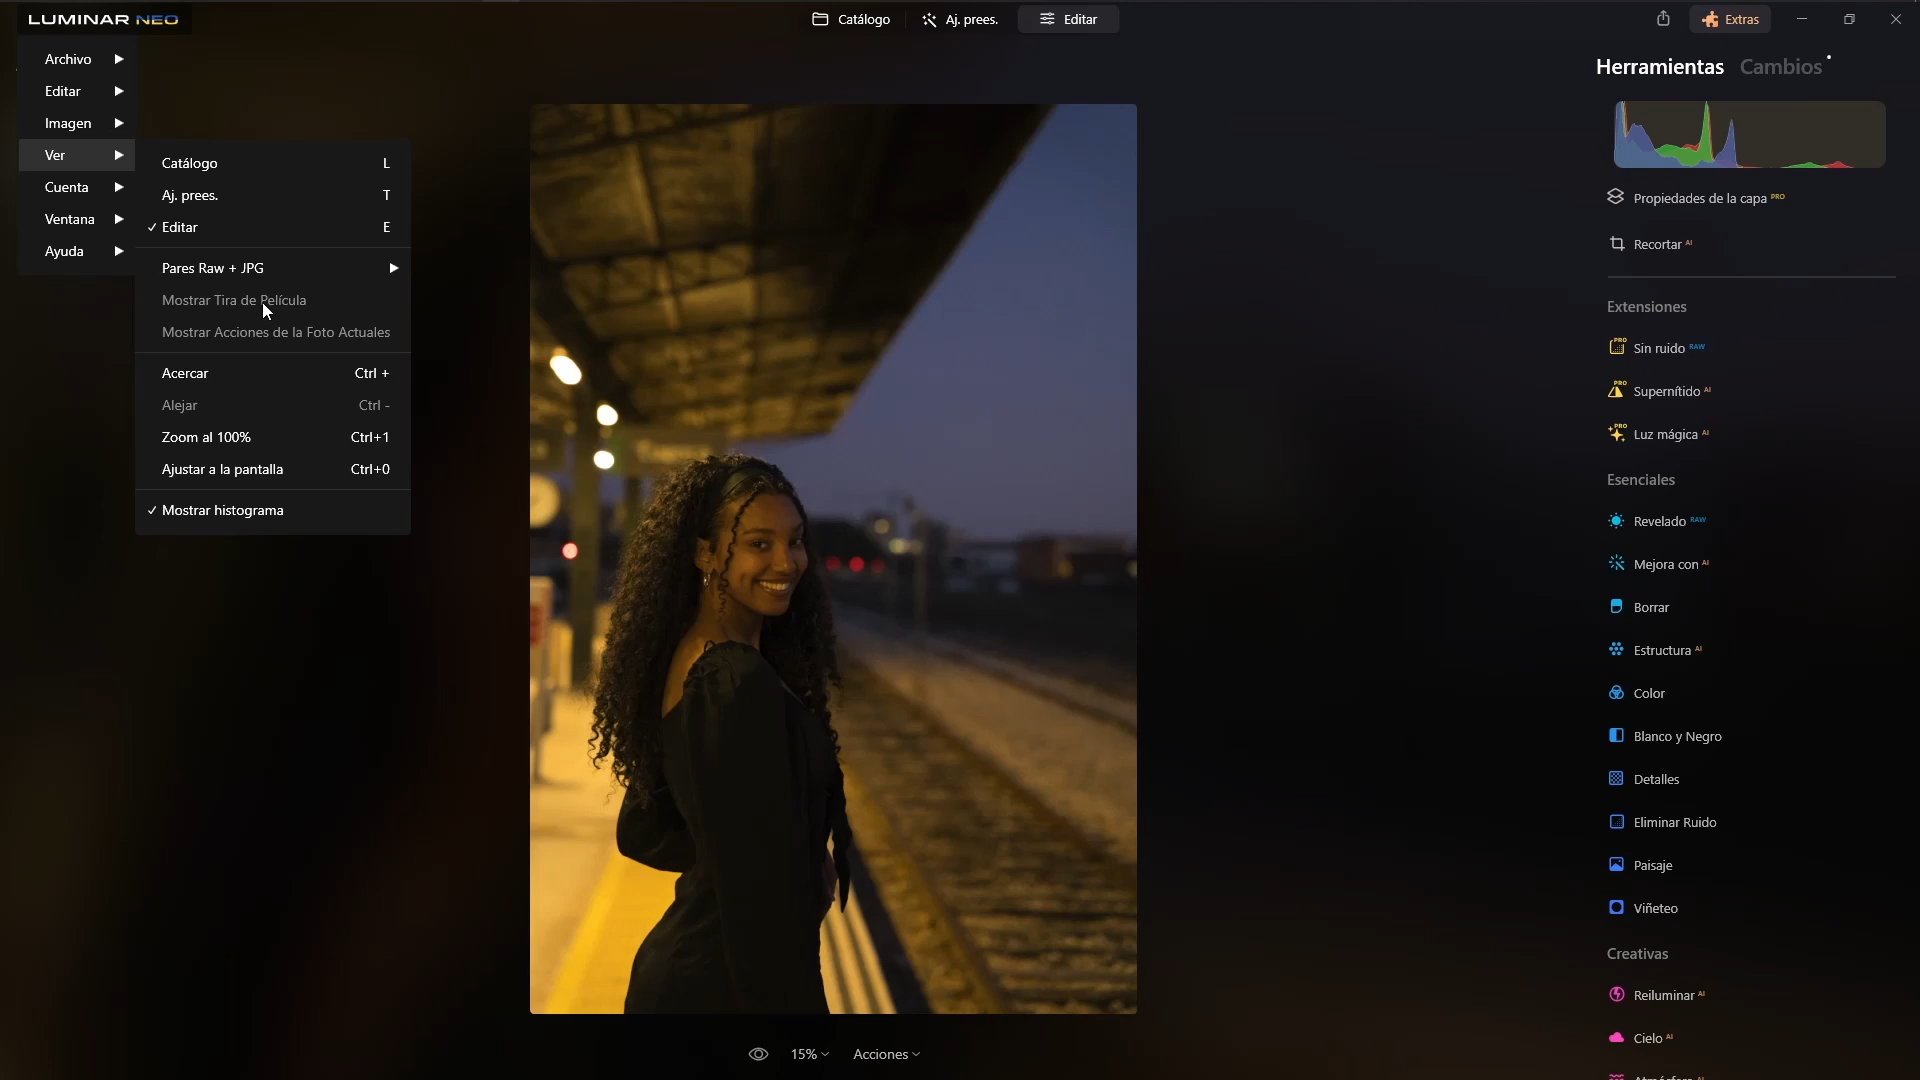 LUMINAR NEO
Catálogo
Aj. prees.
Editar
Extras
Archivo
Editar
Imagen
Ver
Cuenta
Ventana
Ayuda
Catálogo L
Aj. prees. T
✓ Editar E
Pares Raw + JPG
Mostrar Tira de Película
Mostrar Acciones de la Foto Actuales
Acercar Ctrl +
Alejar Ctrl -
Zoom al 100% Ctrl+1
Ajustar a la pantalla Ctrl+0
✓ Mostrar histograma
Herramientas Cambios
Propiedades de la capa PRO
Recortar AI
Extensiones
PRO Sin ruido RAW
PRO Supernítido AI
PRO Luz mágica AI
Esenciales
Revelado RAW
Mejora con AI
Borrar
Estructura AI
Color
Blanco y Negro
Detalles
Eliminar Ruido
Paisaje
Viñeteo
Creativas
Reiluminar AI
Cielo AI
15%
Acciones